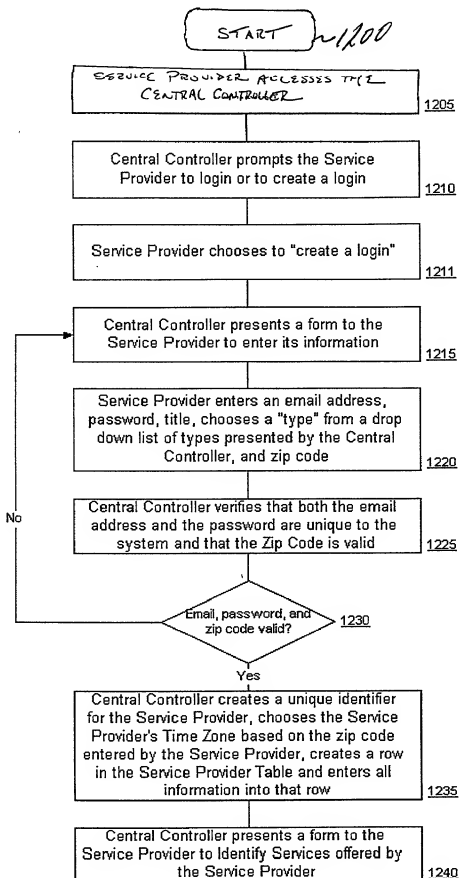 START ~1200
SERVICE PROVIDER ACCESSES THE
CENTRAL CONTROLLER
1205
Central Controller prompts the Service
Provider to login or to create a login
1210
Service Provider chooses to "create a login"
1211
Central Controller presents a form to the
Service Provider to enter its information
1215
Service Provider enters an email address,
password, title, chooses a "type" from a drop
down list of types presented by the Central
Controller, and zip code
1220
Central Controller verifies that both the email
address and the password are unique to the
system and that the Zip Code is valid
1225
No
Email, password, and
zip code valid?
1230
Yes
Central Controller creates a unique identifier
for the Service Provider, chooses the Service
Provider's Time Zone based on the zip code
entered by the Service Provider, creates a row
in the Service Provider Table and enters all
information into that row
1235
Central Controller presents a form to the
Service Provider to Identify Services offered by
the Service Provider
1240